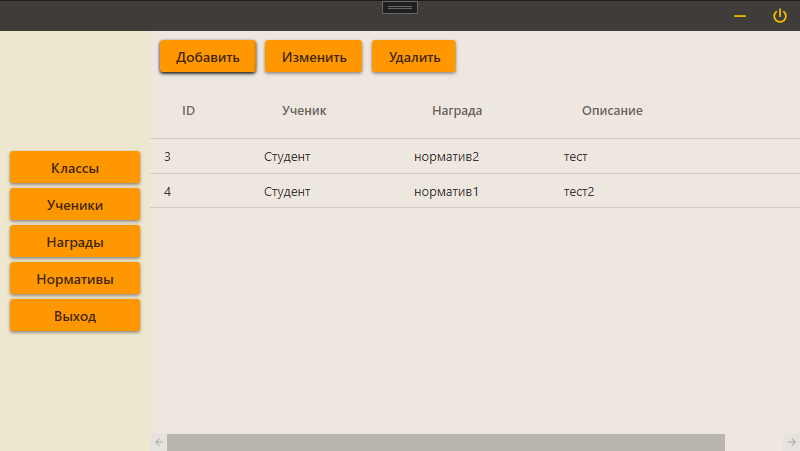 Добавить Изменить Удалить
ID Ученик Награда Описание
3 Студент норматив2 тест
4 Студент норматив1 тест2
Классы
Ученики
Награды
Нормативы
Выход